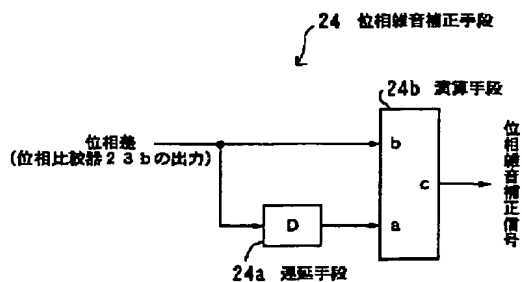 24 位相雑音補正手段
24b 演算手段
位相差
(位相比較器23bの出力)
b
c
a
D
24a 遅延手段
位相雑音補正信号